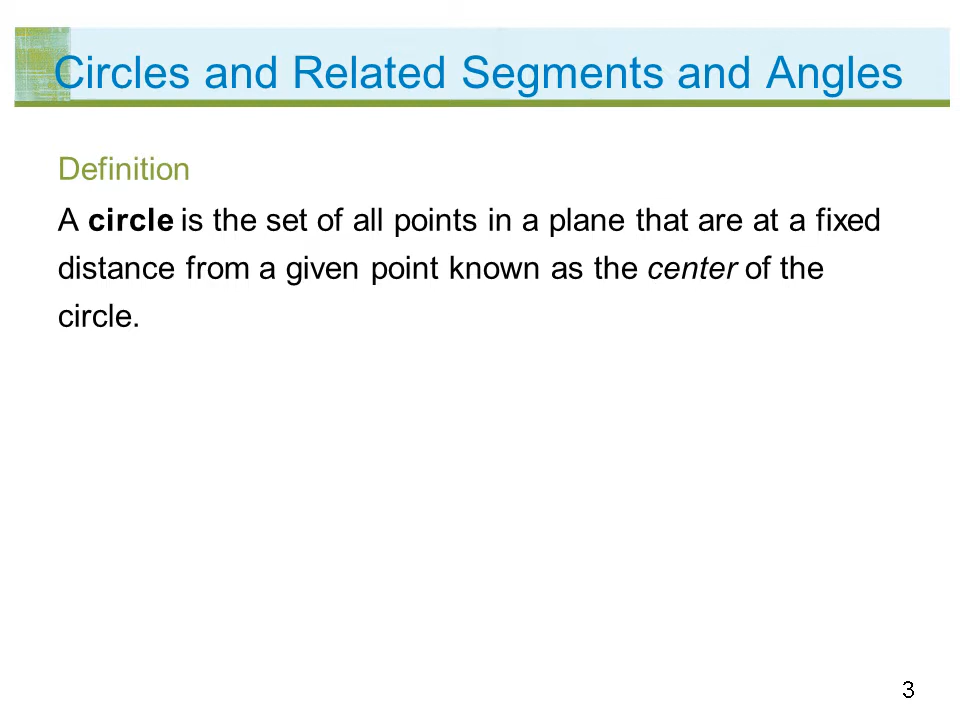 Circles and Related Segments and Angles
Definition
A circle is the set of all points in a plane that are at a fixed
distance from a given point known as the center of the
circle.
3